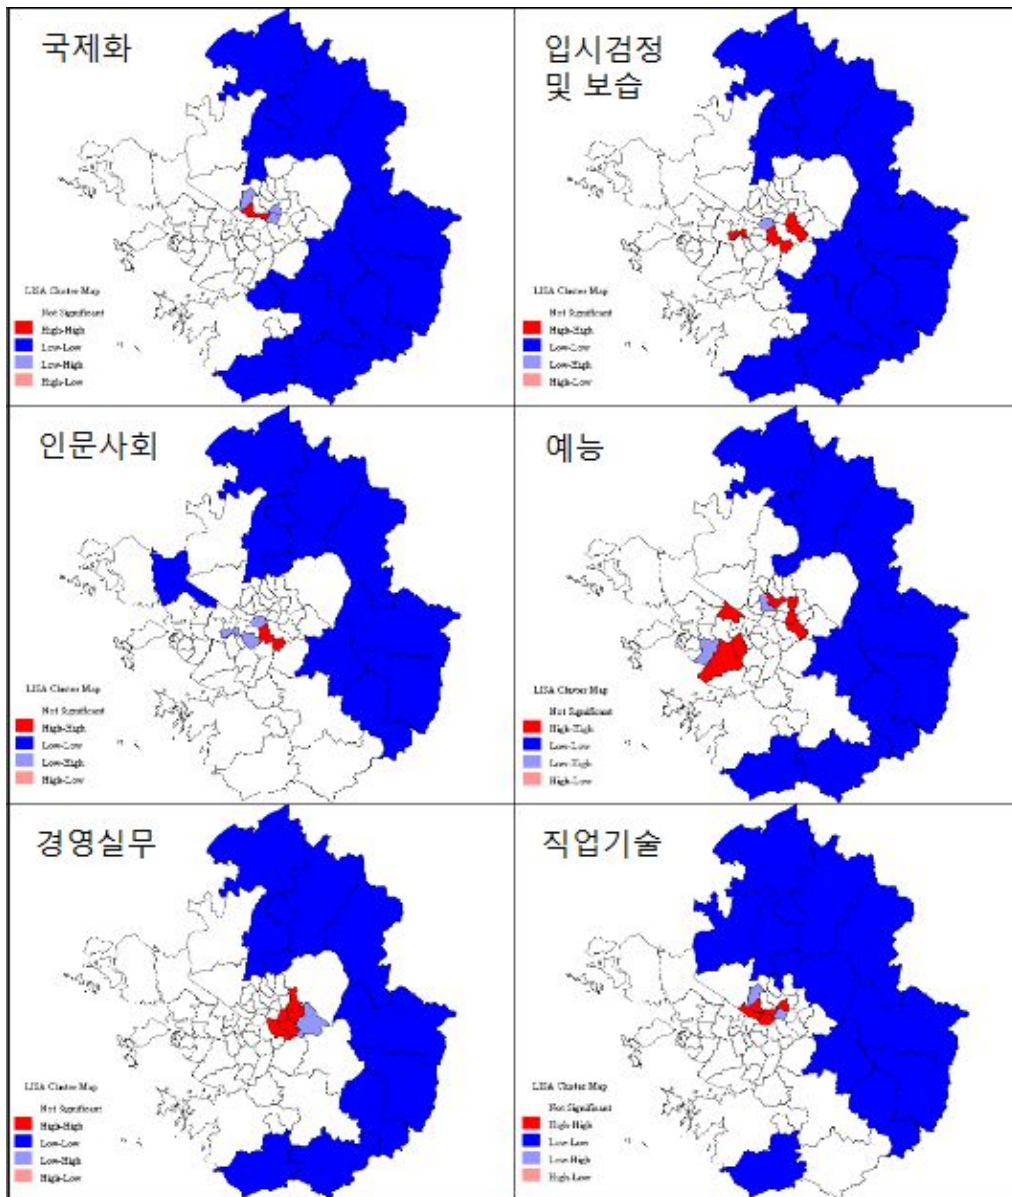 국제화
LISA Cluster Map
Not Significant
High-High
Low-Low
Low-High
High-Low
입시검정
및 보습
LISA Cluster Map
Not Significant
High-High
Low-Low
Low-High
High-Low
인문사회
LISA Cluster Map
Not Significant
High-High
Low-Low
Low-High
High-Low
예능
LISA Cluster Map
Not Significant
High-High
Low-Low
Low-High
High-Low
경영실무
LISA Cluster Map
Not Significant
High-High
Low-Low
Low-High
High-Low
직업기술
LISA Cluster Map
Not Significant
High-High
Low-Low
Low-High
High-Low